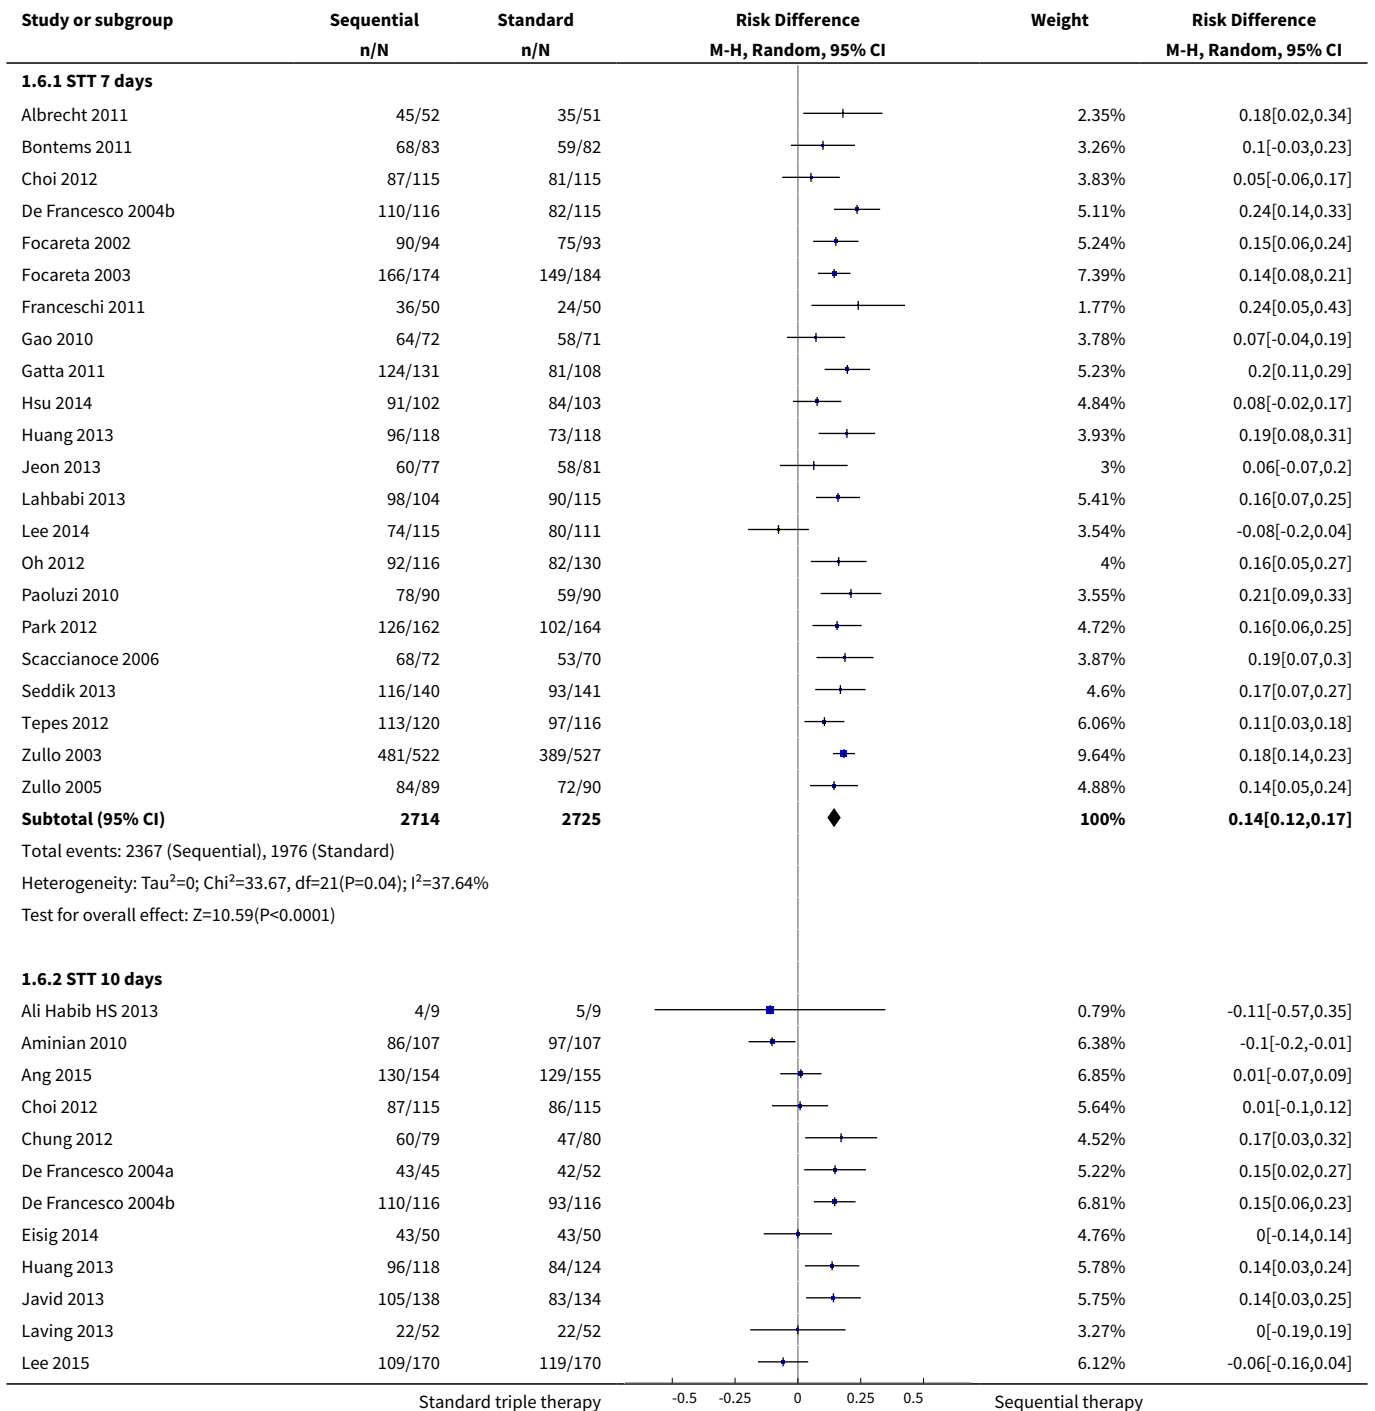 Study or subgroup Sequential Standard Risk Difference Weight Risk Difference
n/N n/N M-H, Random, 95% CI M-H, Random, 95% CI
1.6.1 STT 7 days
Albrecht 2011 45/52 35/51 2.35% 0.18[0.02,0.34]
Bontems 2011 68/83 59/82 3.26% 0.1[-0.03,0.23]
Choi 2012 87/115 81/115 3.83% 0.05[-0.06,0.17]
De Francesco 2004b 110/116 82/115 5.11% 0.24[0.14,0.33]
Focareta 2002 90/94 75/93 5.24% 0.15[0.06,0.24]
Focareta 2003 166/174 149/184 7.39% 0.14[0.08,0.21]
Franceschi 2011 36/50 24/50 1.77% 0.24[0.05,0.43]
Gao 2010 64/72 58/71 3.78% 0.07[-0.04,0.19]
Gatta 2011 124/131 81/108 5.23% 0.2[0.11,0.29]
Hsu 2014 91/102 84/103 4.84% 0.08[-0.02,0.17]
Huang 2013 96/118 73/118 3.93% 0.19[0.08,0.31]
Jeon 2013 60/77 58/81 3% 0.06[-0.07,0.2]
Lahbabi 2013 98/104 90/115 5.41% 0.16[0.07,0.25]
Lee 2014 74/115 80/111 3.54% -0.08[-0.2,0.04]
Oh 2012 92/116 82/130 4% 0.16[0.05,0.27]
Paoluzi 2010 78/90 59/90 3.55% 0.21[0.09,0.33]
Park 2012 126/162 102/164 4.72% 0.16[0.06,0.25]
Scaccianoce 2006 68/72 53/70 3.87% 0.19[0.07,0.3]
Seddik 2013 116/140 93/141 4.6% 0.17[0.07,0.27]
Tepes 2012 113/120 97/116 6.06% 0.11[0.03,0.18]
Zullo 2003 481/522 389/527 9.64% 0.18[0.14,0.23]
Zullo 2005 84/89 72/90 4.88% 0.14[0.05,0.24]
Subtotal (95% CI) 2714 2725 100% 0.14[0.12,0.17]
Total events: 2367 (Sequential), 1976 (Standard)
Heterogeneity: Tau²=0; Chi²=33.67, df=21(P=0.04); I²=37.64%
Test for overall effect: Z=10.59(P<0.0001)
1.6.2 STT 10 days
Ali Habib HS 2013 4/9 5/9 0.79% -0.11[-0.57,0.35]
Aminian 2010 86/107 97/107 6.38% -0.1[-0.2,-0.01]
Ang 2015 130/154 129/155 6.85% 0.01[-0.07,0.09]
Choi 2012 87/115 86/115 5.64% 0.01[-0.1,0.12]
Chung 2012 60/79 47/80 4.52% 0.17[0.03,0.32]
De Francesco 2004a 43/45 42/52 5.22% 0.15[0.02,0.27]
De Francesco 2004b 110/116 93/116 6.81% 0.15[0.06,0.23]
Eisig 2014 43/50 43/50 4.76% 0[-0.14,0.14]
Huang 2013 96/118 84/124 5.78% 0.14[0.03,0.24]
Javid 2013 105/138 83/134 5.75% 0.14[0.03,0.25]
Laving 2013 22/52 22/52 3.27% 0[-0.19,0.19]
Lee 2015 109/170 119/170 6.12% -0.06[-0.16,0.04]
Standard triple therapy -0.5 -0.25 0 0.25 0.5 Sequential therapy